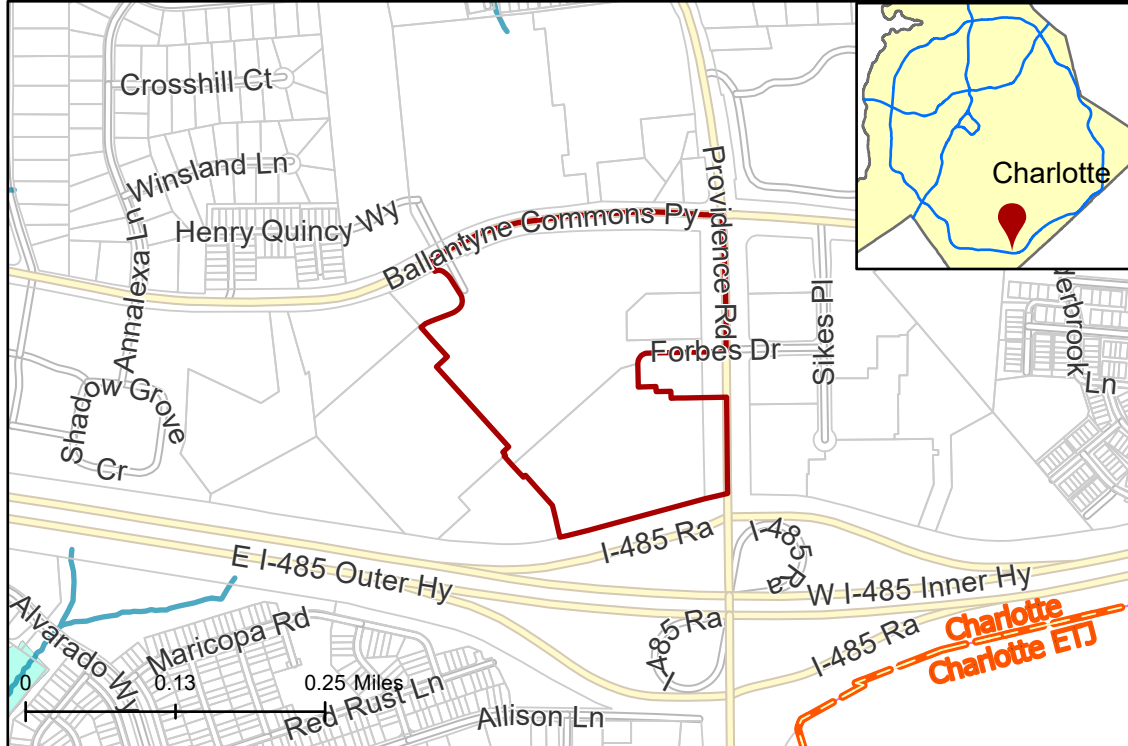 Crosshill Ct
Winsland Ln
Henry Quincy Wy
Annalexa Ln
Ballantyne Commons Py
Providence Rd
Charlotte
Forbes Dr
Sikes Pl
Ln
Shadow Grove
Cr
I-485 Ra
I-485 Ra
E I-485 Outer Hy
W I-485 Inner Hy
I-485 Ra
I-485 Ra
Charlotte
Charlotte ETJ
Alvarado Wy
Maricopa Rd
Red Rust Ln
Allison Ln
0 0.13 0.25 Miles